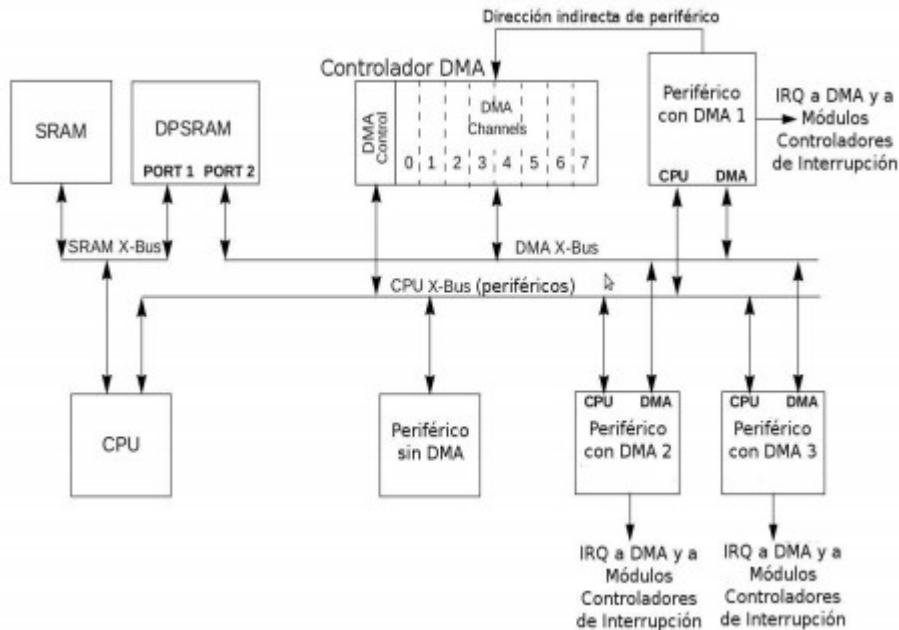 Dirección indirecta de periférico
Controlador DMA
SRAM
DPSRAM
PORT 1 PORT 2
DMA
Control
DMA
Channels
0 1 2 3 4 5 6 7
Periférico
con DMA 1
CPU DMA
IRQ a DMA y a
Módulos
Controladores
de Interrupción
SRAM X-Bus
DMA X-Bus
CPU X-Bus (periféricos)
CPU
Periférico
sin DMA
CPU DMA
Periférico
con DMA 2
CPU DMA
Periférico
con DMA 3
IRQ a DMA y a
Módulos
Controladores
de Interrupción
IRQ a DMA y a
Módulos
Controladores
de Interrupción